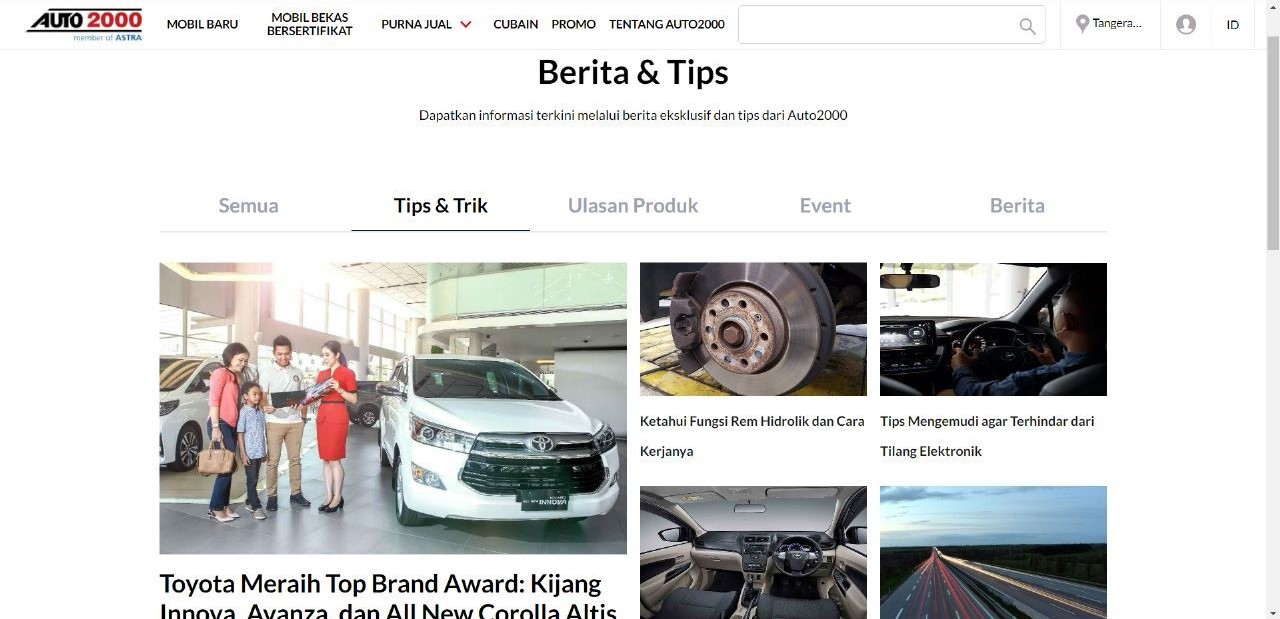 AUTO 2000
member of ASTRA
MOBIL BARU
MOBIL BEKAS
BERSERTIFIKAT
PURNA JUAL
CUBAIN
PROMO
TENTANG AUTO2000
Tangera...
ID
Berita & Tips
Dapatkan informasi terkini melalui berita eksklusif dan tips dari Auto2000
Semua
Tips & Trik
Ulasan Produk
Event
Berita
INNOVA
Toyota Meraih Top Brand Award: Kijang
Innova, Avanza, dan All New Corolla Altis
Ketahui Fungsi Rem Hidrolik dan Cara
Kerjanya
Tips Mengemudi agar Terhindar dari
Tilang Elektronik